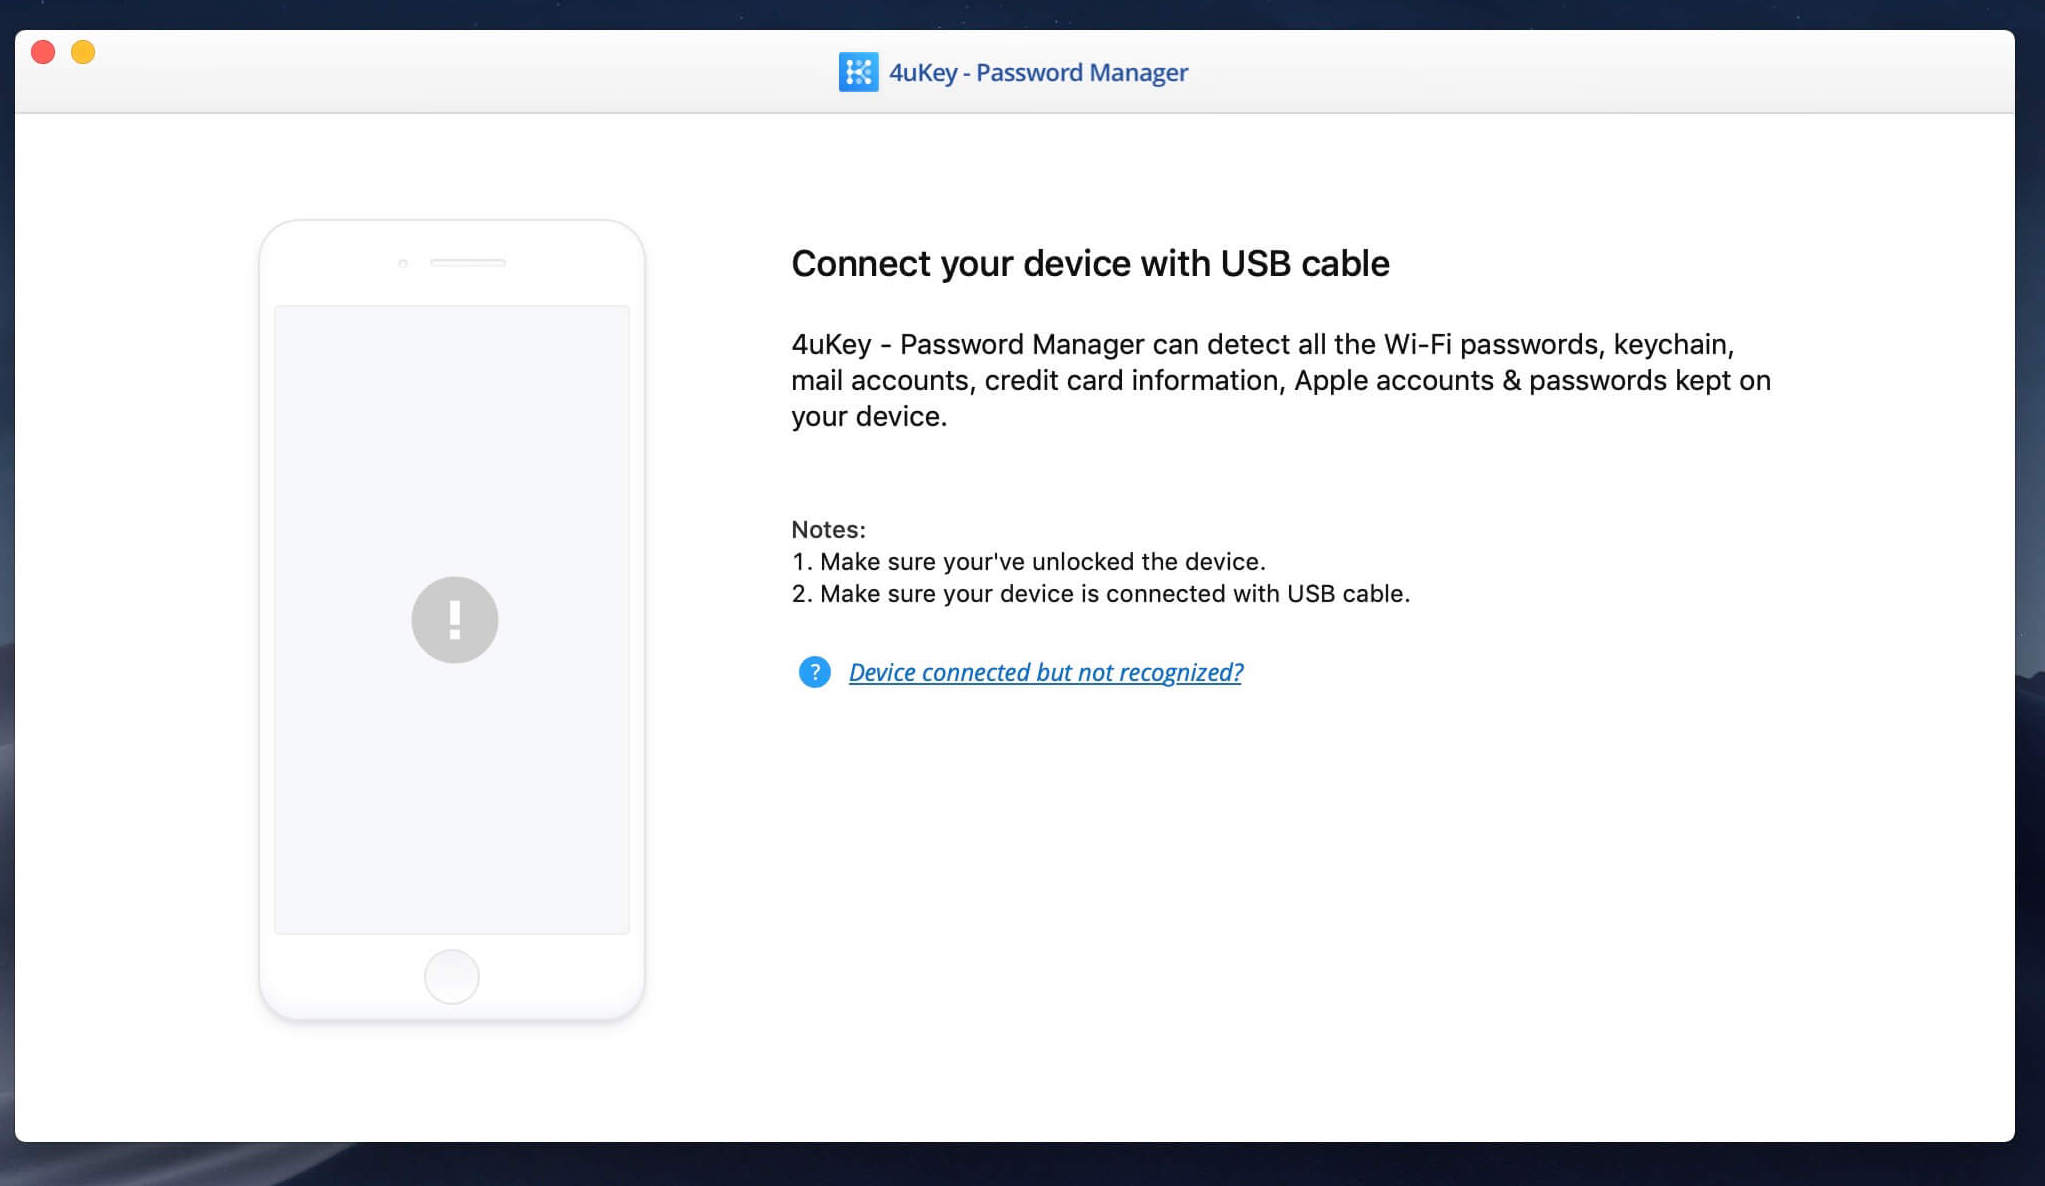 4uKey - Password Manager
Connect your device with USB cable
4uKey - Password Manager can detect all the Wi-Fi passwords, keychain,
mail accounts, credit card information, Apple accounts & passwords kept on
your device.
Notes:
1. Make sure your've unlocked the device.
2. Make sure your device is connected with USB cable.
Device connected but not recognized?